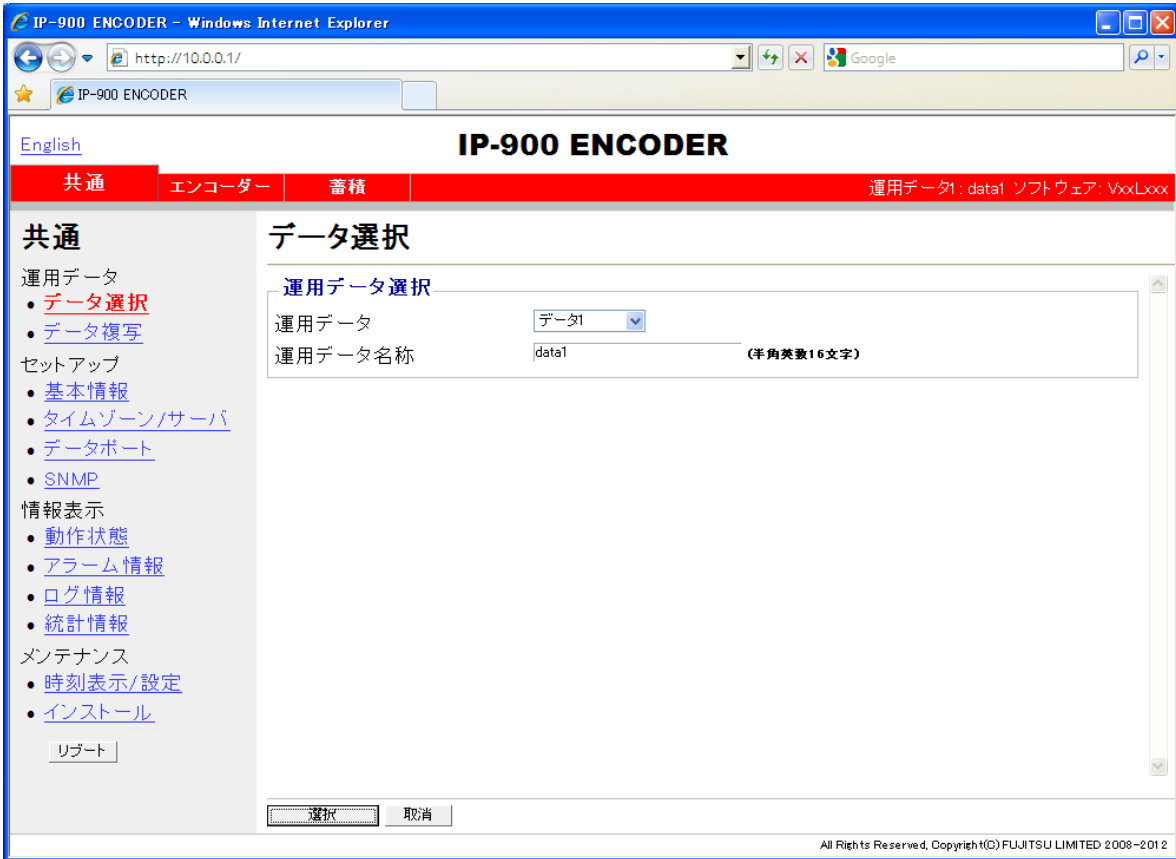 IP-900 ENCODER - Windows Internet Explorer
http://10.0.0.1/
Google
IP-900 ENCODER
English
IP-900 ENCODER
共通
エンコーダー
蓄積
運用データ1: data1 ソフトウェア: VxxLxxx
共通
運用データ
データ選択
データ複写
セットアップ
基本情報
タイムゾーン/サーバ
データポート
SNMP
情報表示
動作状態
アラーム情報
ログ情報
統計情報
メンテナンス
時刻表示/設定
インストール
リブート
データ選択
運用データ選択
運用データ
データ1
運用データ名称
data1
(半角英数16文字)
選択
取消
All Rights Reserved, Copyright(C) FUJITSU LIMITED 2008-2012